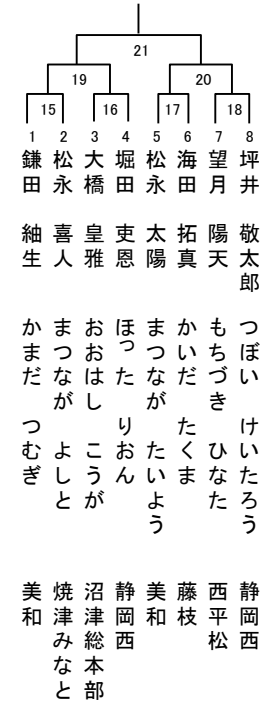 21
19
20
15
16
17
18
1
2
3
4
5
6
7
8
鎌田 紬生 かまだ つむぎ 美和
松永 喜人 まつなが よしと 焼津みなと
大橋 皇雅 おおはし こうが 沼津総本部
堀田 吏恩 ほった りおん 静岡西
松永 太陽 まつなが たいよう 美和
海田 拓真 かいだ たくま 藤枝
望月 陽天 もちづき ひなた 西平松
坪井 敬太郎 つぼい けいたろう 静岡西